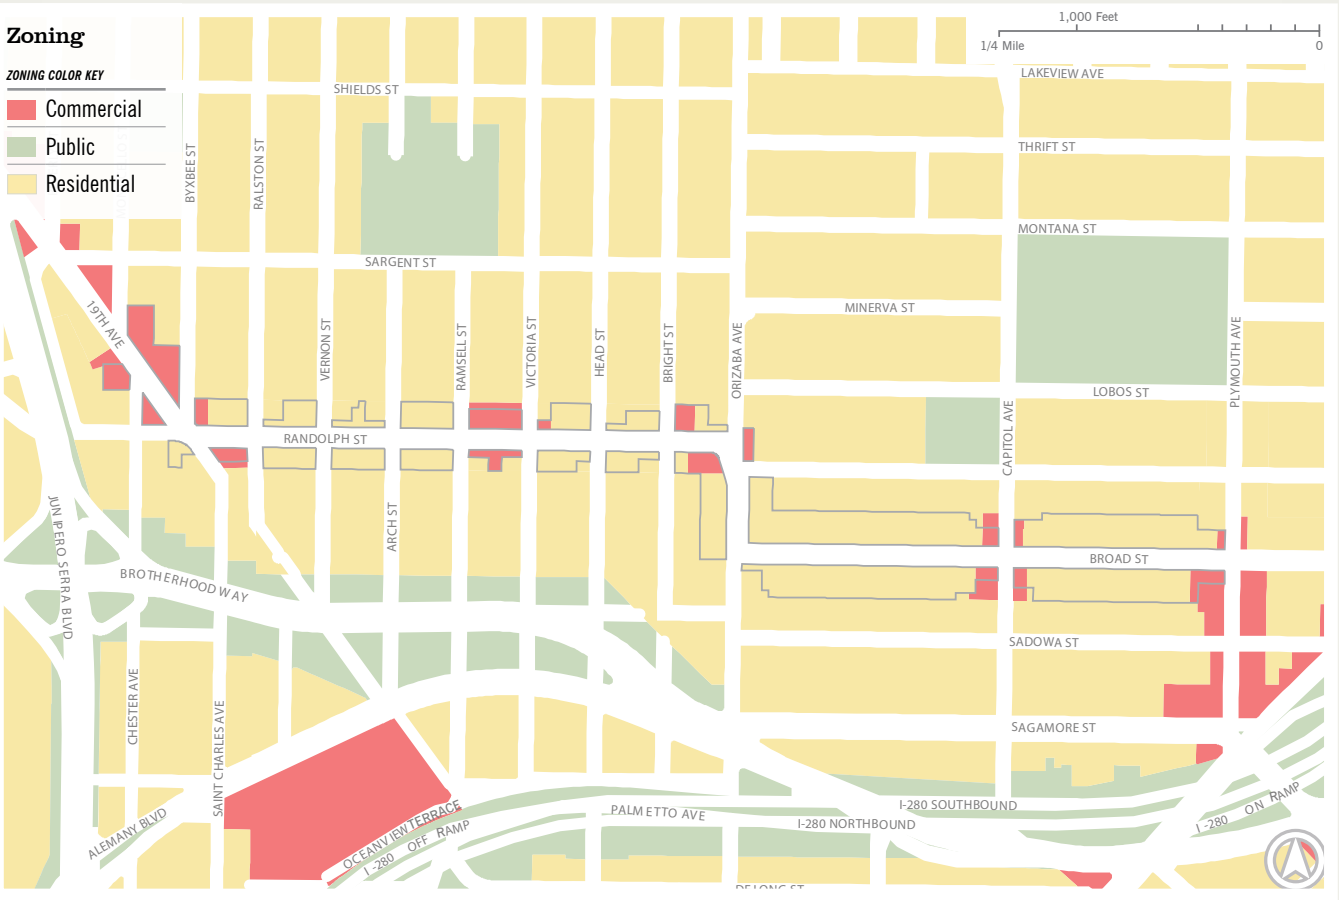 Zoning
ZONING COLOR KEY
Commercial
Public
Residential
1,000 Feet
1/4 Mile
0
LAKEVIEW AVE
SHIELDS ST
THRIFT ST
BYXBEE ST
RALSTON ST
MONTANA ST
SARGENT ST
MINERVA ST
19TH AVE
VERNON ST
RAMSELL ST
VICTORIA ST
HEAD ST
BRIGHT ST
ORIZABA AVE
PLYMOUTH AVE
LOBOS ST
CAPITOL AVE
RANDOLPH ST
ARCH ST
JUNIPERO SERRA BLVD
BROAD ST
BROTHERHOOD WAY
SADOWA ST
CHESTER AVE
SAINT CHARLES AVE
SAGAMORE ST
I-280 SOUTHBOUND
PALMETTO AVE
I-280 NORTHBOUND
I-280 ON RAMP
ALEMANY BLVD
OCEANVIEW TERRACE
I-280 OFF RAMP
DE LONG ST